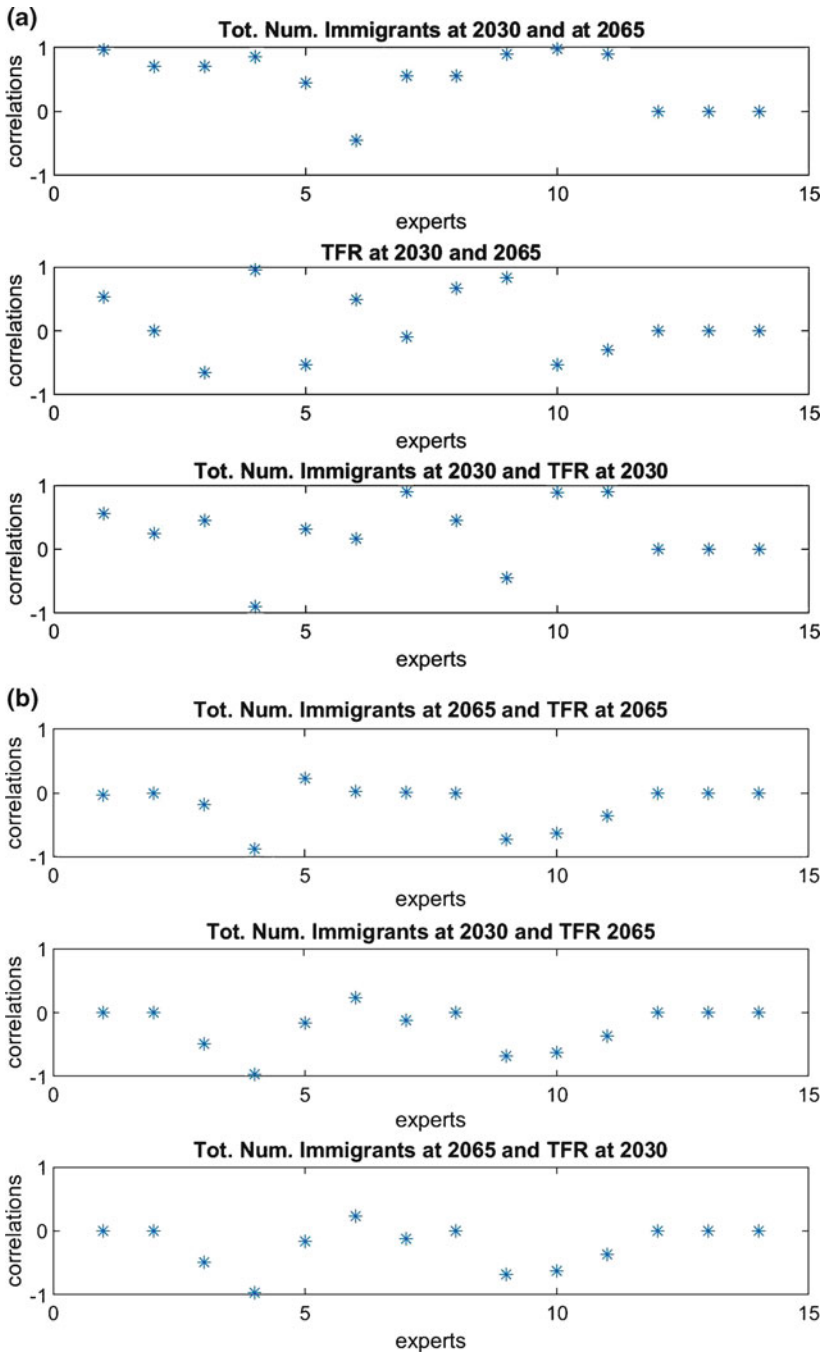 (a)
Tot. Num. Immigrants at 2030 and at 2065
1
0
-1
correlations
0 5 10 15
experts
TFR at 2030 and 2065
1
0
-1
correlations
0 5 10 15
experts
Tot. Num. Immigrants at 2030 and TFR at 2030
1
0
-1
correlations
0 5 10 15
experts
(b)
Tot. Num. Immigrants at 2065 and TFR at 2065
1
0
-1
correlations
0 5 10 15
experts
Tot. Num. Immigrants at 2030 and TFR 2065
1
0
-1
correlations
0 5 10 15
experts
Tot. Num. Immigrants at 2065 and TFR at 2030
1
0
-1
correlations
0 5 10 15
experts